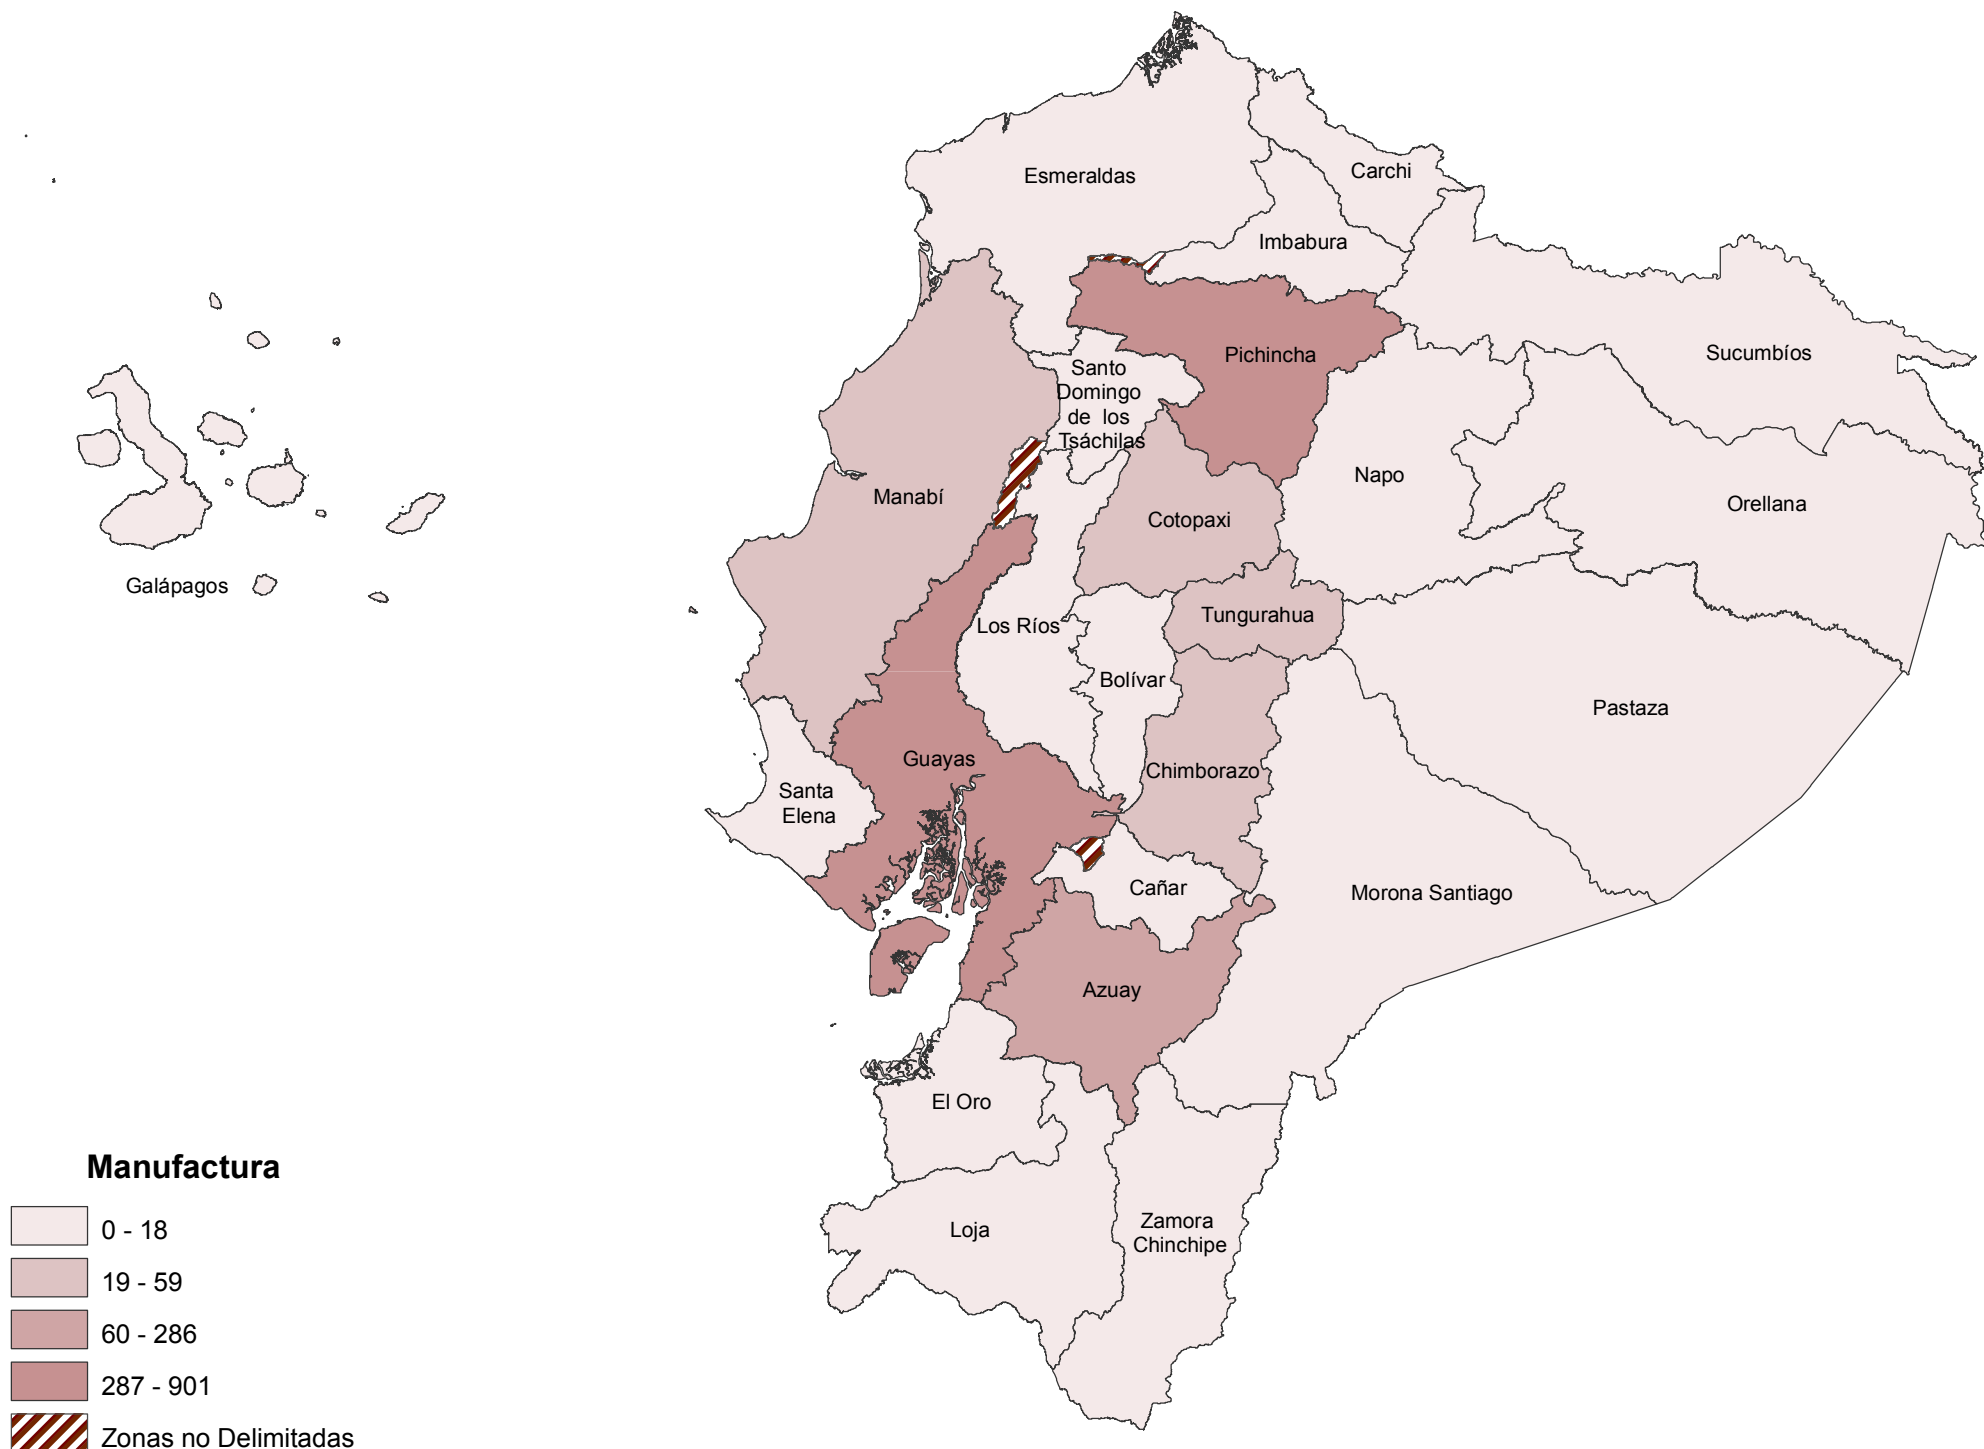 Esmeraldas
Carchi
Imbabura
Pichincha
Sucumbíos
Santo
Domingo
de los
Tsáchilas
Napo
Manabí
Orellana
Cotopaxi
Galápagos
Tungurahua
Los Ríos
Bolívar
Pastaza
Guayas
Chimborazo
Santa
Elena
Cañar
Morona Santiago
Azuay
El Oro
Loja
Zamora
Chinchipe
Manufactura
0 - 18
19 - 59
60 - 286
287 - 901
Zonas no Delimitadas